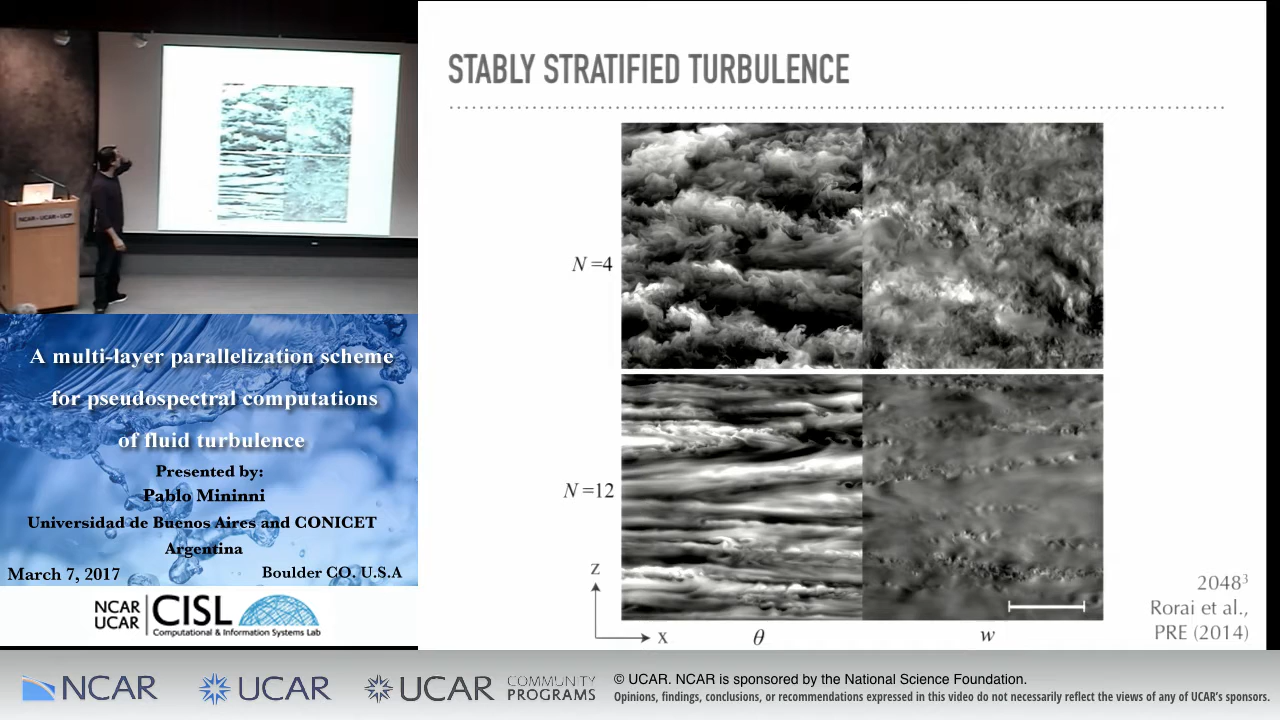 STABLY STRATIFIED TURBULENCE
N=4
N=12
z
x
θ
w
2048³
Rorai et al.,
PRE (2014)
NCAR • UCAR • UCP
A multi-layer parallelization scheme
for pseudospectral computations
of fluid turbulence
Presented by:
Pablo Mininni
Universidad de Buenos Aires and CONICET
Argentina
March 7, 2017
Boulder CO. U.S.A
NCAR
UCAR
CISL
Computational & Information Systems Lab
NCAR
UCAR
UCAR
COMMUNITY
PROGRAMS
© UCAR. NCAR is sponsored by the National Science Foundation.
Opinions, findings, conclusions, or recommendations expressed in this video do not necessarily reflect the views of any of UCAR's sponsors.